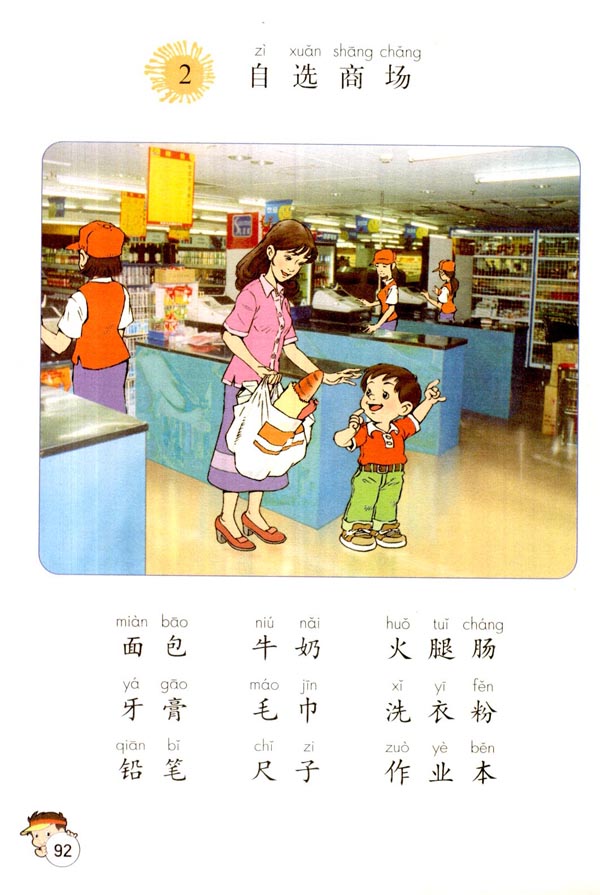 zì xuǎn shāng chǎng
2 自选商场
miàn bāo niú nǎi huǒ tuǐ cháng
面包 牛奶 火腿肠
yá gāo máo jīn xǐ yī fěn
牙膏 毛巾 洗衣粉
qiān bǐ chǐ zi zuò yè běn
铅笔 尺子 作业本
92